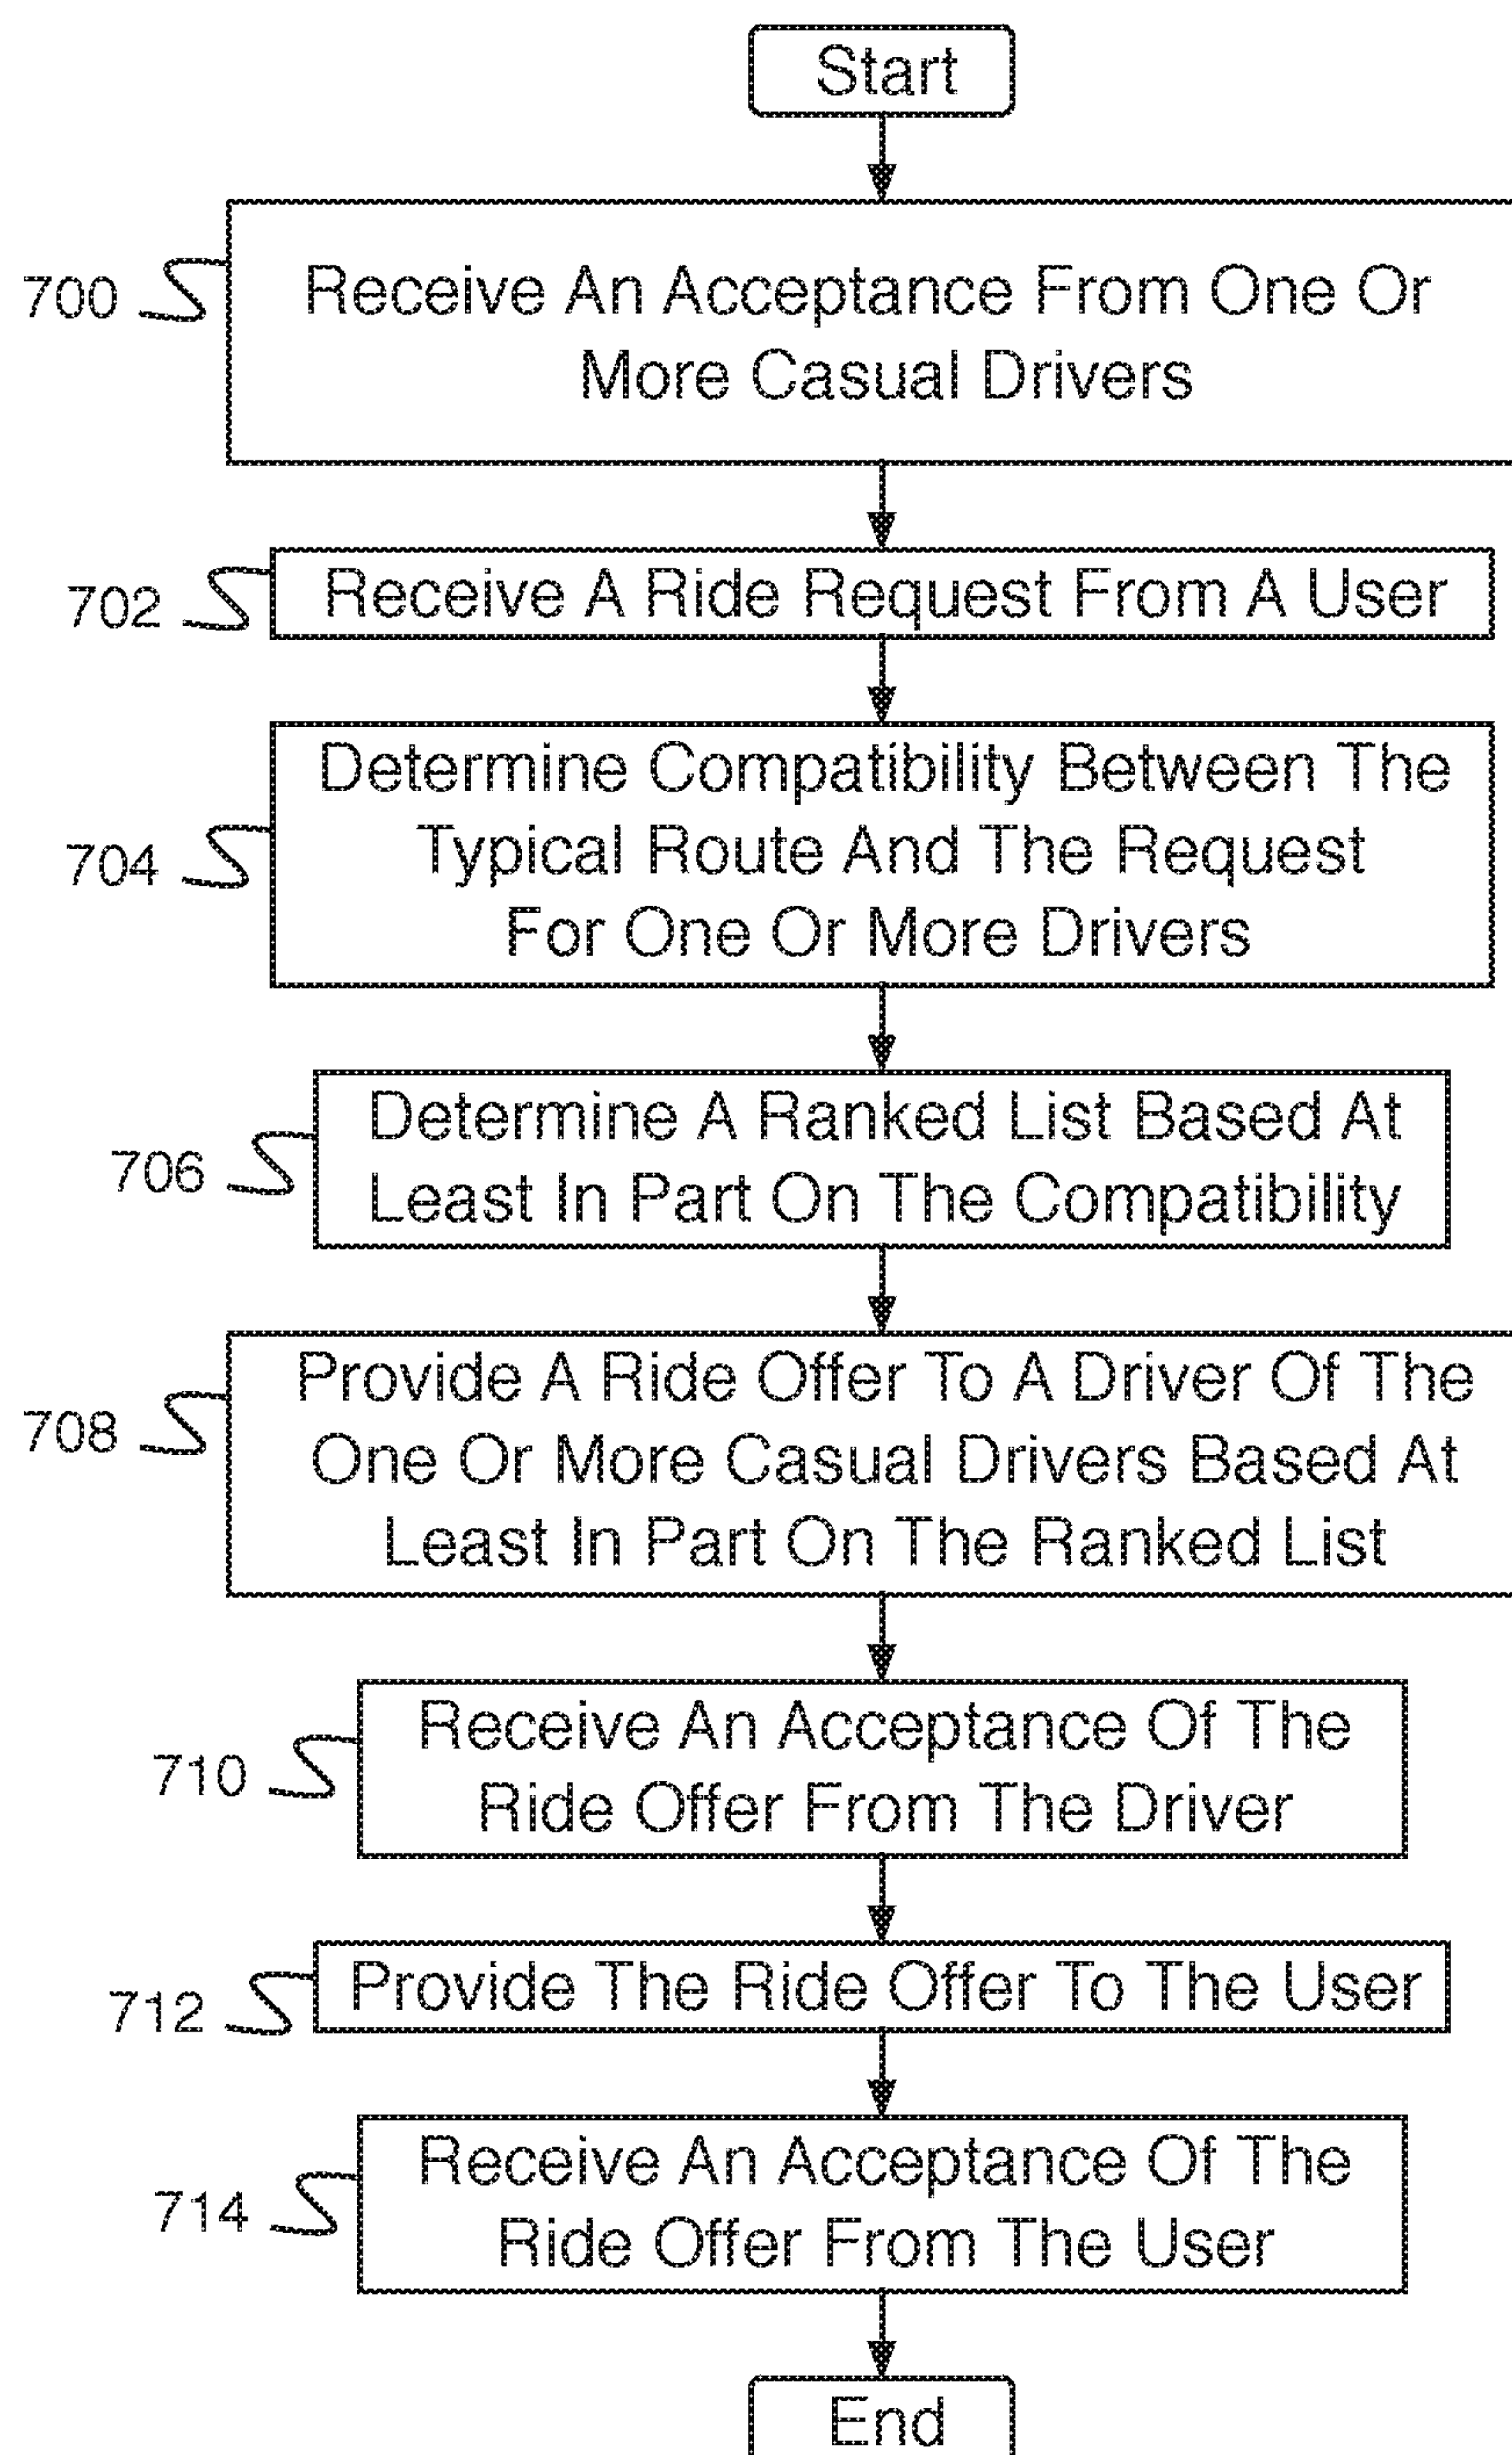 Start
700
Receive An Acceptance From One Or
More Casual Drivers
702
Receive A Ride Request From A User
704
Determine Compatibility Between The
Typical Route And The Request
For One Or More Drivers
706
Determine A Ranked List Based At
Least In Part On The Compatibility
708
Provide A Ride Offer To A Driver Of The
One Or More Casual Drivers Based At
Least In Part On The Ranked List
710
Receive An Acceptance Of The
Ride Offer From The Driver
712
Provide The Ride Offer To The User
714
Receive An Acceptance Of The
Ride Offer From The User
End